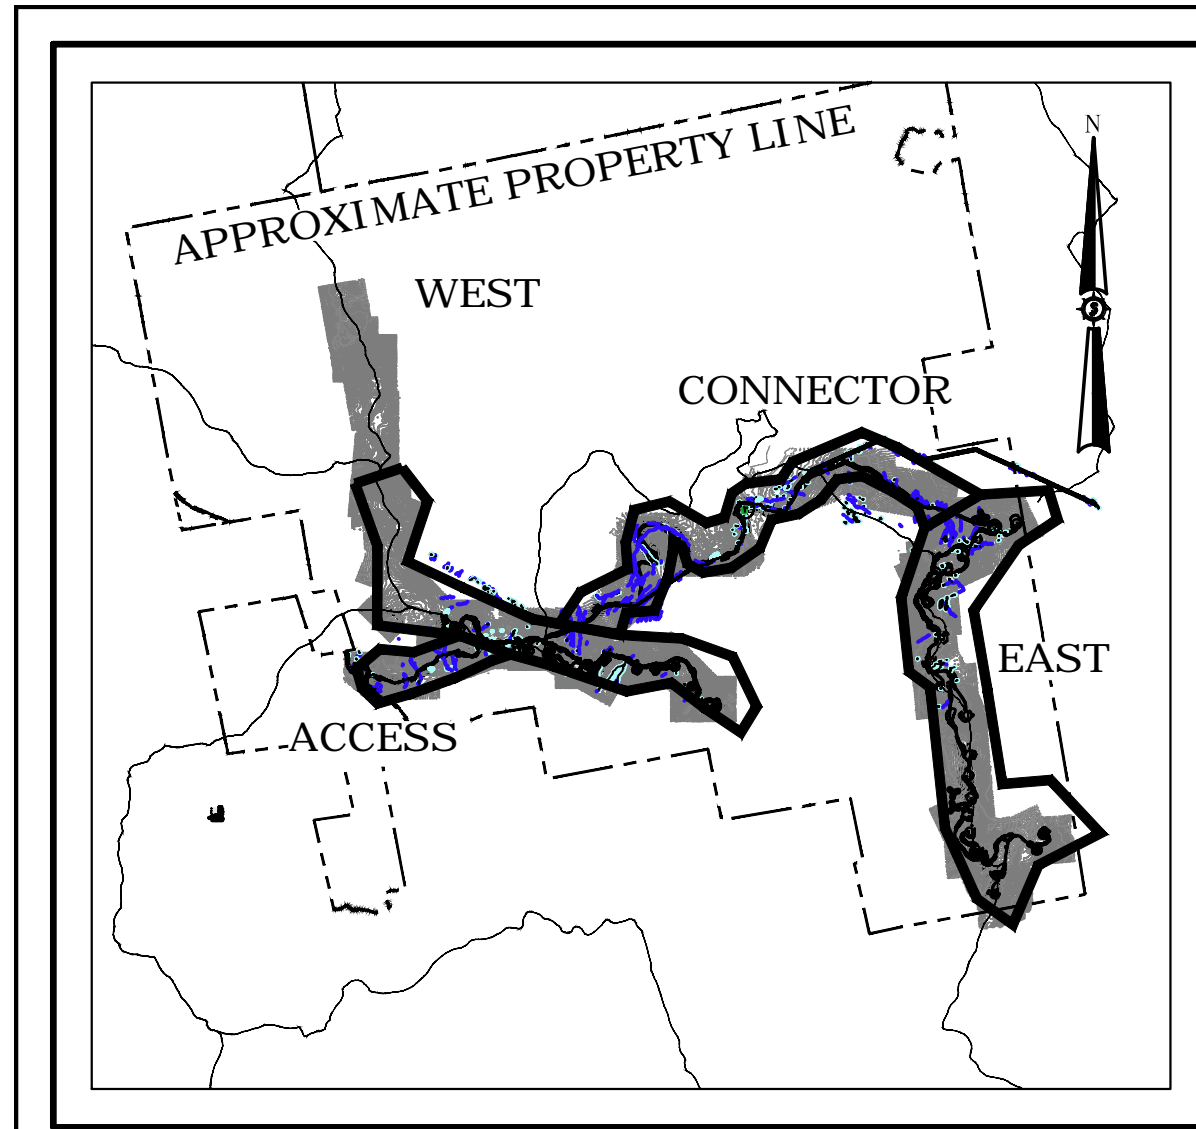 N
APPROXIMATE PROPERTY LINE
WEST
CONNECTOR
EAST
ACCESS